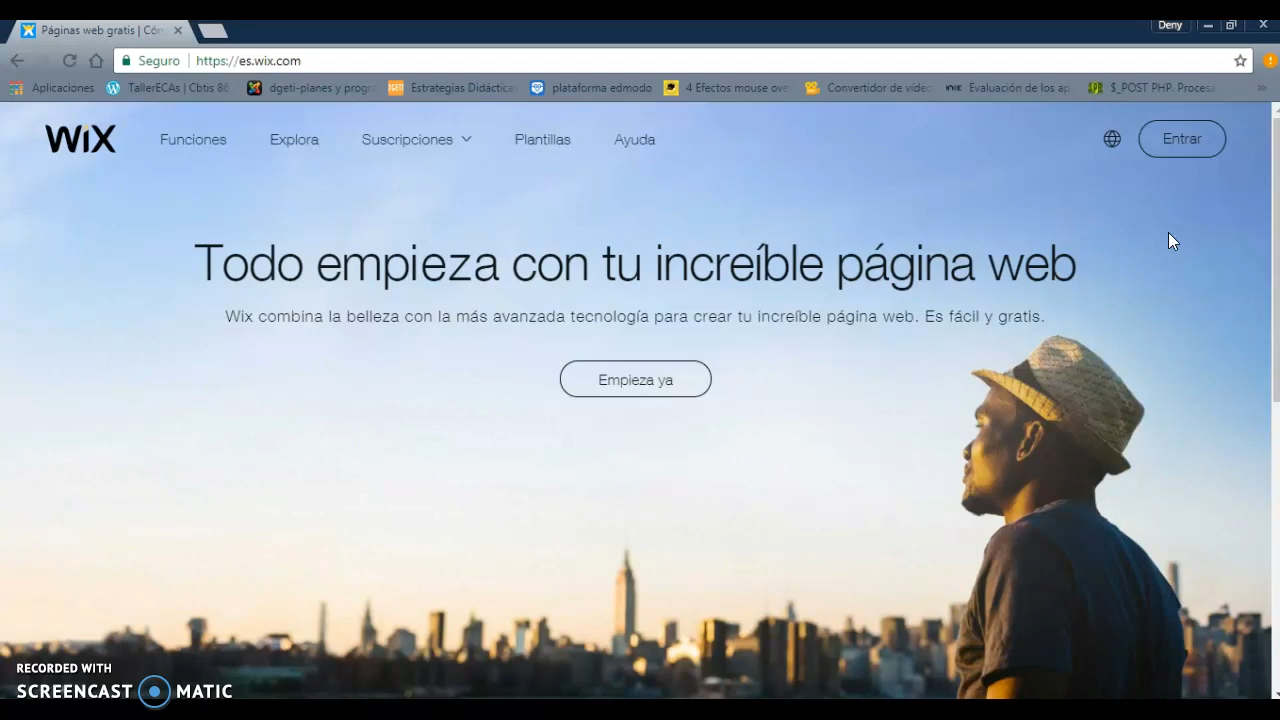 Páginas web gratis | Cón
Deny
Seguro
https://es.wix.com
Aplicaciones
TallerECAs | Cbtis 86
dgeti-planes y progr
Estrategias Didáctica
plataforma edmodo
4 Efectos mouse ove
Convertidor de vídeo
Evaluación de los ap
$_POST PHP. Procesa
WiX
Funciones
Explora
Suscripciones
Plantillas
Ayuda
Entrar
Todo empieza con tu increíble página web
Wix combina la belleza con la más avanzada tecnología para crear tu increíble página web. Es fácil y gratis.
Empieza ya
RECORDED WITH
SCREENCAST MATIC